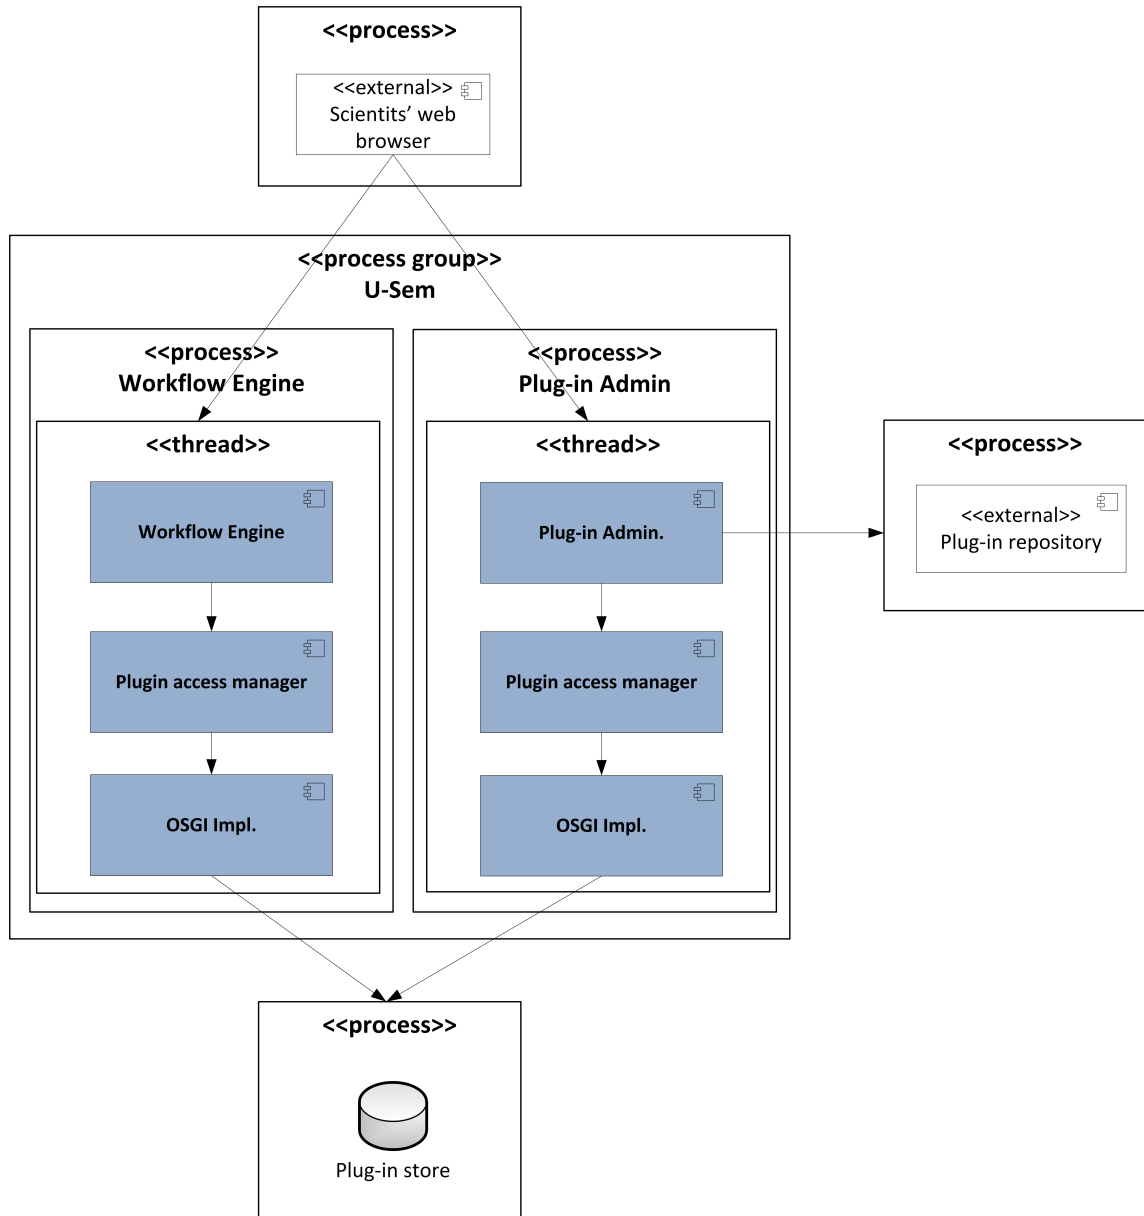 <<process>>
<<external>>
Scientits’ web
browser
<<process group>>
U-Sem
<<process>>
Workflow Engine
<<thread>>
Workflow Engine
Plugin access manager
OSGI Impl.
<<process>>
Plug-in Admin
<<thread>>
Plug-in Admin.
Plugin access manager
OSGI Impl.
<<process>>
<<external>>
Plug-in repository
<<process>>
Plug-in store